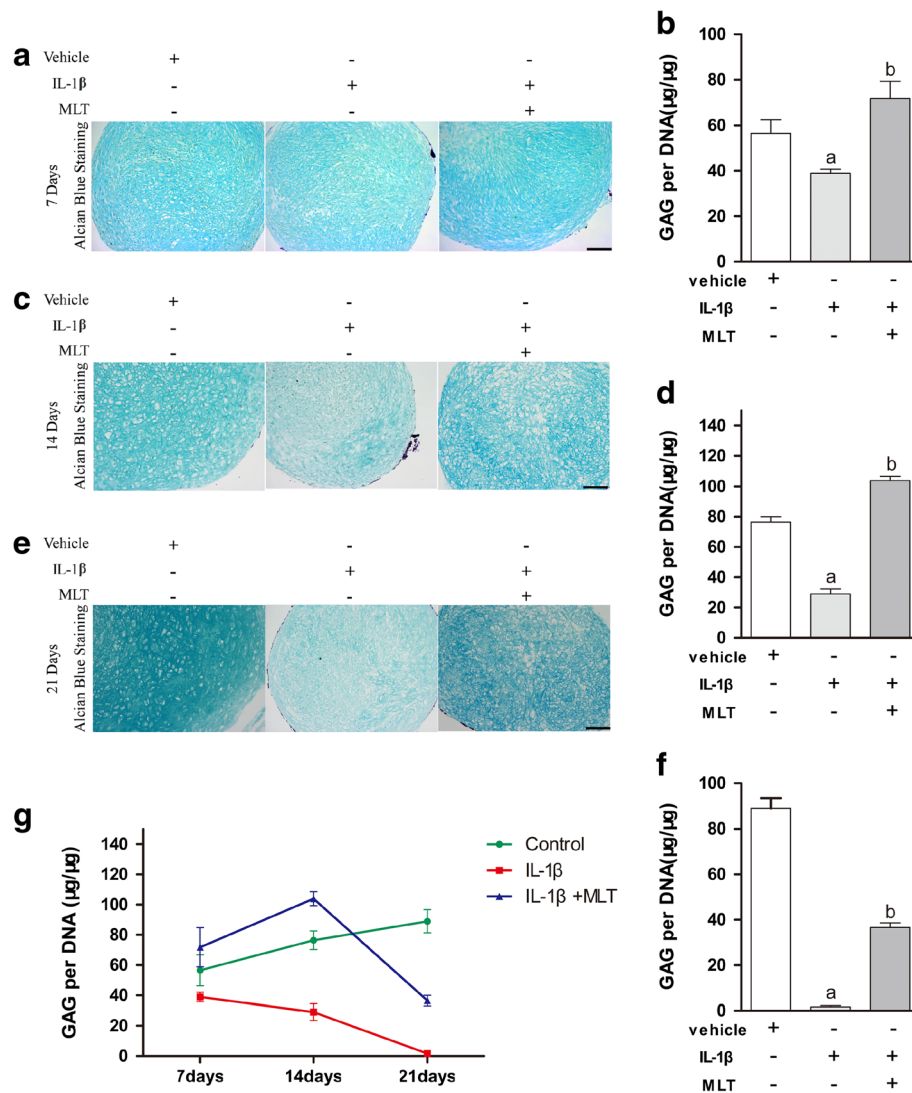 a
Vehicle + - -
IL-1β - + +
MLT - - +
7 Days
Alcian Blue Staining
b
GAG per DNA(µg/µg)
100
80
60
40
20
0
a
b
vehicle + - -
IL-1β - + +
MLT - - +
c
Vehicle + - -
IL-1β - + +
MLT - - +
14 Days
Alcian Blue Staining
d
GAG per DNA(µg/µg)
140
120
100
80
60
40
20
0
a
b
vehicle + - -
IL-1β - + +
MLT - - +
e
Vehicle + - -
IL-1β - + +
MLT - - +
21 Days
Alcian Blue Staining
f
GAG per DNA(µg/µg)
100
80
60
40
20
0
a
b
vehicle + - -
IL-1β - + +
MLT - - +
g
GAG per DNA (µg/µg)
140
120
100
80
60
40
20
0
7days 14days 21days
Control
IL-1β
IL-1β +MLT